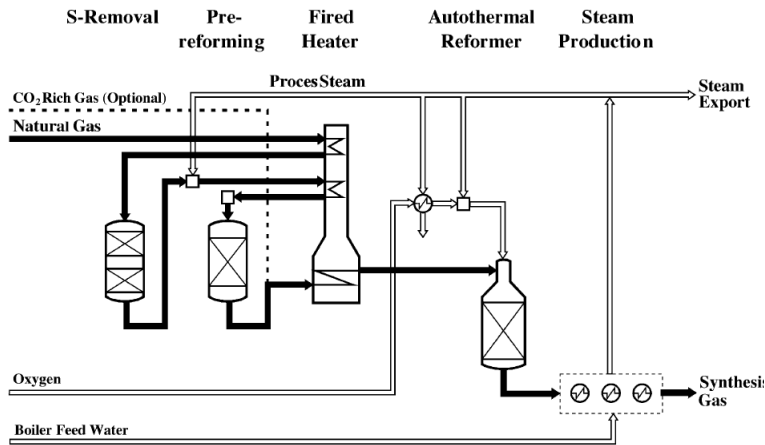 S-Removal
Pre-
reforming
Fired
Heater
Autothermal
Reformer
Steam
Production
ProcesSteam
Steam
Export
CO₂Rich Gas (Optional)
Natural Gas
Oxygen
Synthesis
Gas
Boiler Feed Water